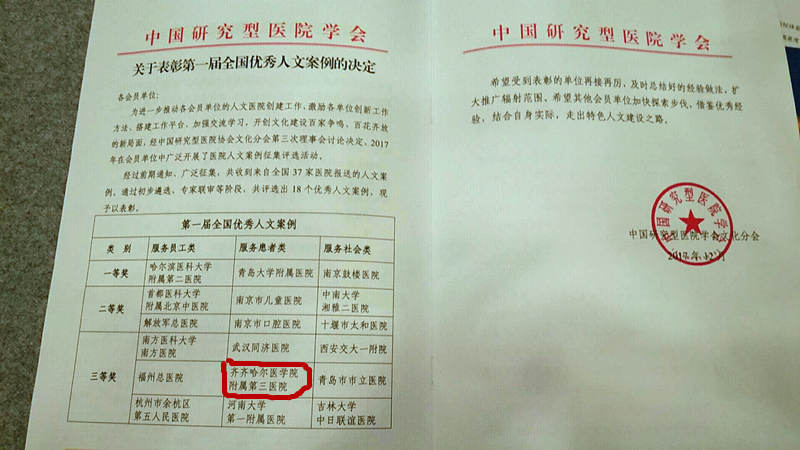 中国研究型医院学会
关于表彰第一届全国优秀人文案例的决定
各会员单位:
为进一步推动各会员单位的人文医院创建工作,激励各单位创新工作
方法、搭建工作平台,加强交流学习,开创文化建设百家争鸣、百花齐放
的新局面,经中国研究型医院协会文化分会第三次理事会讨论决定,2017
年在会员单位中广泛开展了医院人文案例征集评选活动。
经过前期通知、广泛征集,共收到来自全国 37 家医院报送的人文案
例。通过初步遴选、专家联审等阶段,共评选出 18 个优秀人文案例,现
予以表彰。
第一届全国优秀人文案例
类 别 服务员工类 服务患者类 服务社会类
一等奖 哈尔滨医科大学附属第二医院 青岛大学附属医院 南京鼓楼医院
二等奖 首都医科大学附属北京中医院 南京市儿童医院 中南大学湘雅二医院
解放军总医院 南京市口腔医院 十堰市太和医院
三等奖 南方医科大学南方医院 武汉同济医院 西安交大一附院
福州总医院 齐齐哈尔医学院附属第三医院 青岛市市立医院
杭州市余杭区第五人民医院 河南大学第一附属医院 吉林大学中日联谊医院
中国研究型医院学会
希望受到表彰的单位再接再厉,及时总结好的经验做法,扩
大推广辐射范围。希望其他会员单位加快探索步伐,借鉴优秀经
验,结合自身实际,走出特色人文建设之路。
中国研究型医院学会文化分会
2017 年 12 月